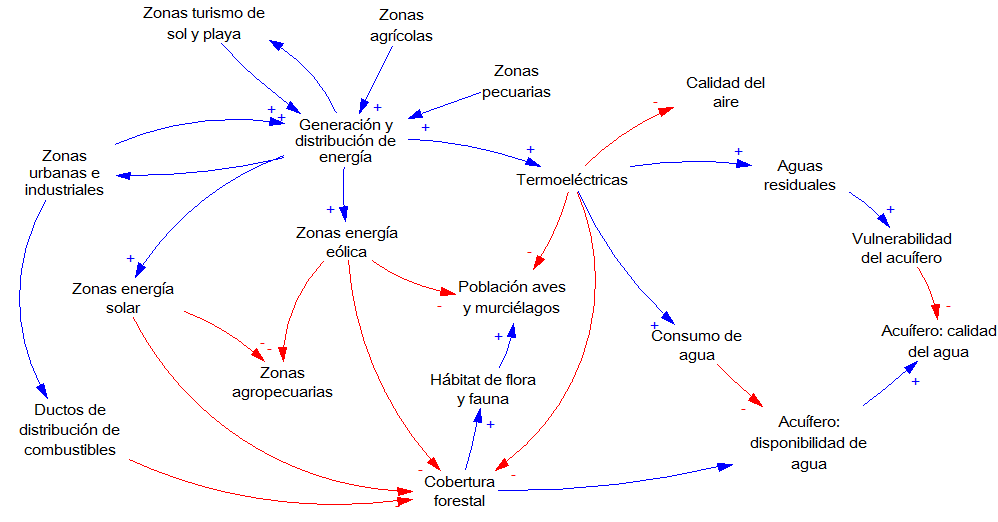 Zonas turismo de
sol y playa
Zonas
agrícolas
Zonas
pecuarias
Calidad del
aire
-
+
+
+
+
Generación y
distribución de
energía
+
+
Zonas
urbanas e
industriales
Termoeléctricas
Aguas
residuales
+
+
Zonas energía
eólica
Vulnerabilidad
del acuífero
-
+
Zonas energía
solar
Población aves
y murciélagos
-
-
+
+
Consumo de
agua
Acuífero: calidad
del agua
-
-
Zonas
agropecuarias
Hábitat de flora
y fauna
+
+
-
Ductos de
distribución de
combustibles
Acuífero:
disponibilidad de
agua
-
-
Cobertura
forestal
-
-